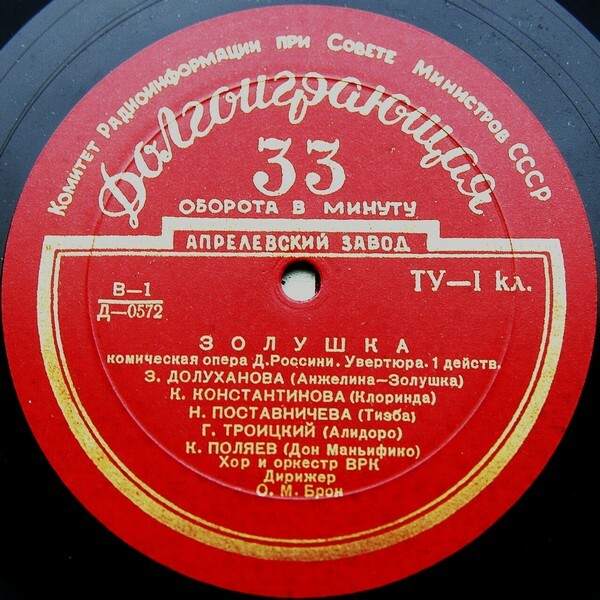 Комитет Радиоинформации при Совете Министров СССР
Долгоиграющая
33
ОБОРОТА В МИНУТУ
АПРЕЛЕВСКИЙ ЗАВОД
В—1
Д—0572
ТУ—I кл.
ЗОЛУШКА
комическая опера Д.Россини. Увертюра. 1 действ.
З. ДОЛУХАНОВА (Анжелина—Золушка)
К. КОНСТАНТИНОВА (Клоринда)
Н. ПОСТАВНИЧЕВА (Тизба)
Г. ТРОИЦКИЙ (Алидоро)
К. ПОЛЯЕВ (Дон Маньифико)
Хор и оркестр ВРК
Дирижер
О. М. Брон